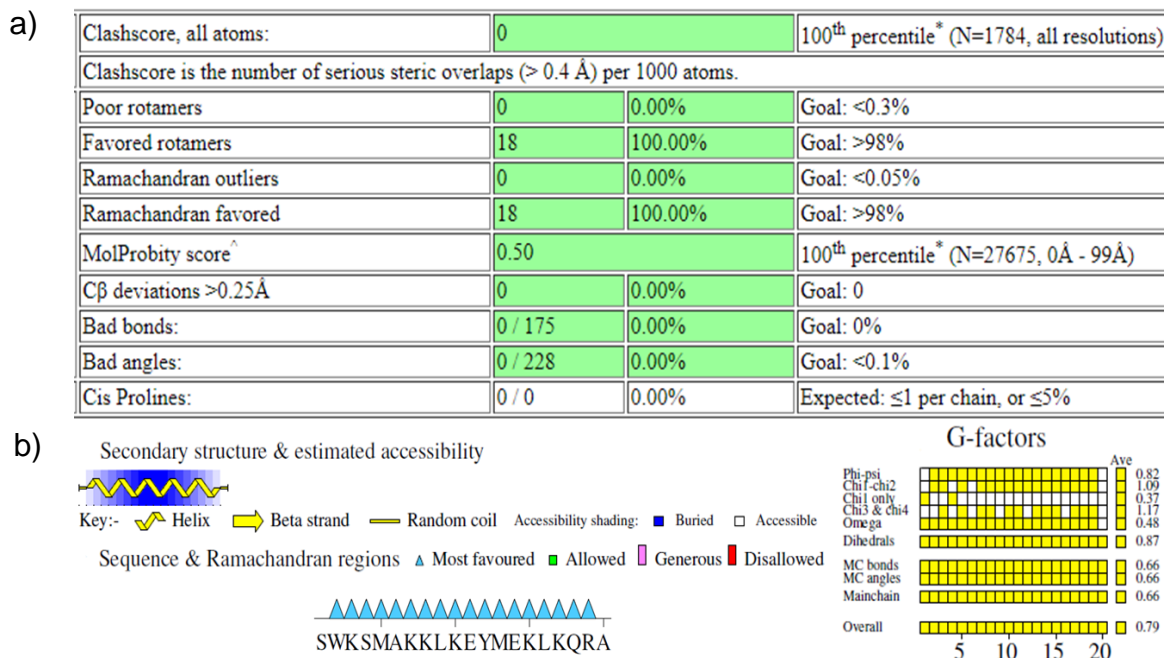 a)
Clashscore, all atoms: 0 100th percentile* (N=1784, all resolutions)
Clashscore is the number of serious steric overlaps (> 0.4 Å) per 1000 atoms.
Poor rotamers 0 0.00% Goal: <0.3%
Favored rotamers 18 100.00% Goal: >98%
Ramachandran outliers 0 0.00% Goal: <0.05%
Ramachandran favored 18 100.00% Goal: >98%
MolProbity score^ 0.50 100th percentile* (N=27675, 0Å - 99Å)
Cβ deviations >0.25Å 0 0.00% Goal: 0
Bad bonds: 0 / 175 0.00% Goal: 0%
Bad angles: 0 / 228 0.00% Goal: <0.1%
Cis Prolines: 0 / 0 0.00% Expected: ≤1 per chain, or ≤5%
b)
Secondary structure & estimated accessibility
Key:- Helix Beta strand Random coil Accessibility shading: Buried Accessible
Sequence & Ramachandran regions Most favoured Allowed Generous Disallowed
SWKSMAKKLKEYMEKLKQRA
G-factors
Ave
Phi-psi 0.82
Chi1-chi2 1.09
Chi1 only 0.37
Chi3 & chi4 1.17
Omega 0.48
Dihedrals 0.87
MC bonds 0.66
MC angles 0.66
Mainchain 0.66
Overall 0.79
5 10 15 20